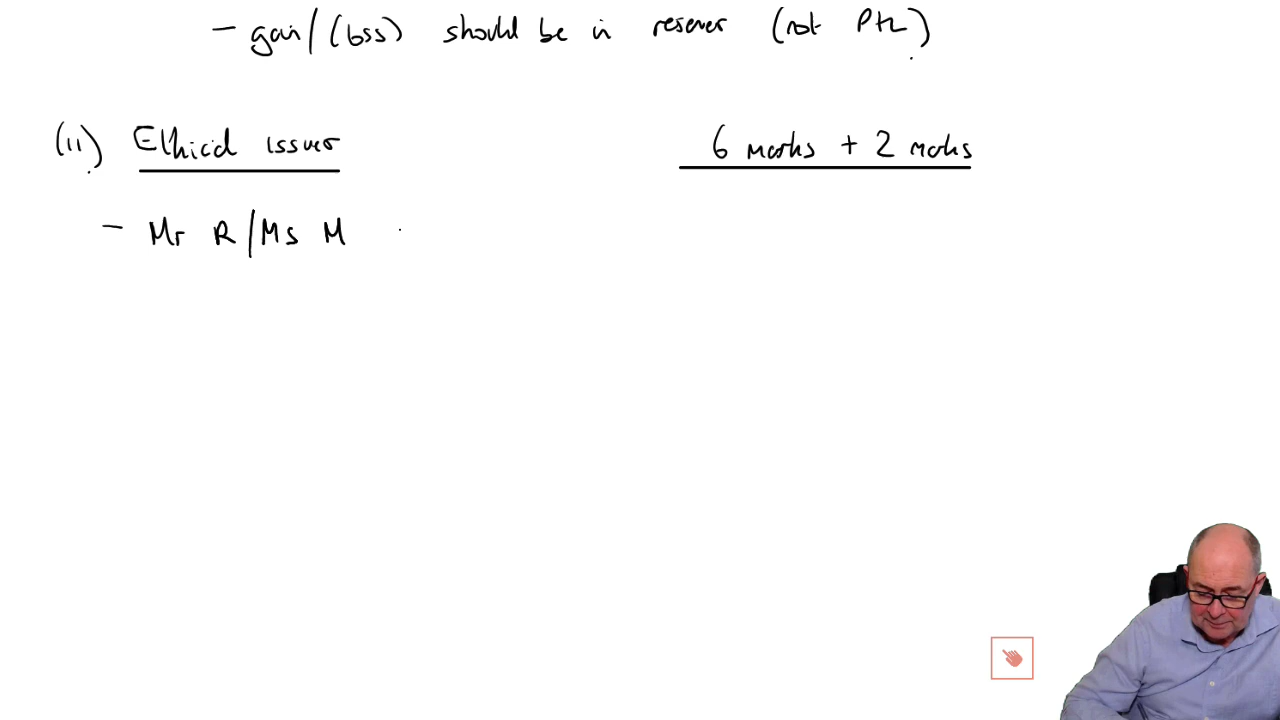 - gain/(loss) should be in reserves (not P+L)
(ii) Ethical issues 6 marks + 2 marks
- Mr R/Ms M